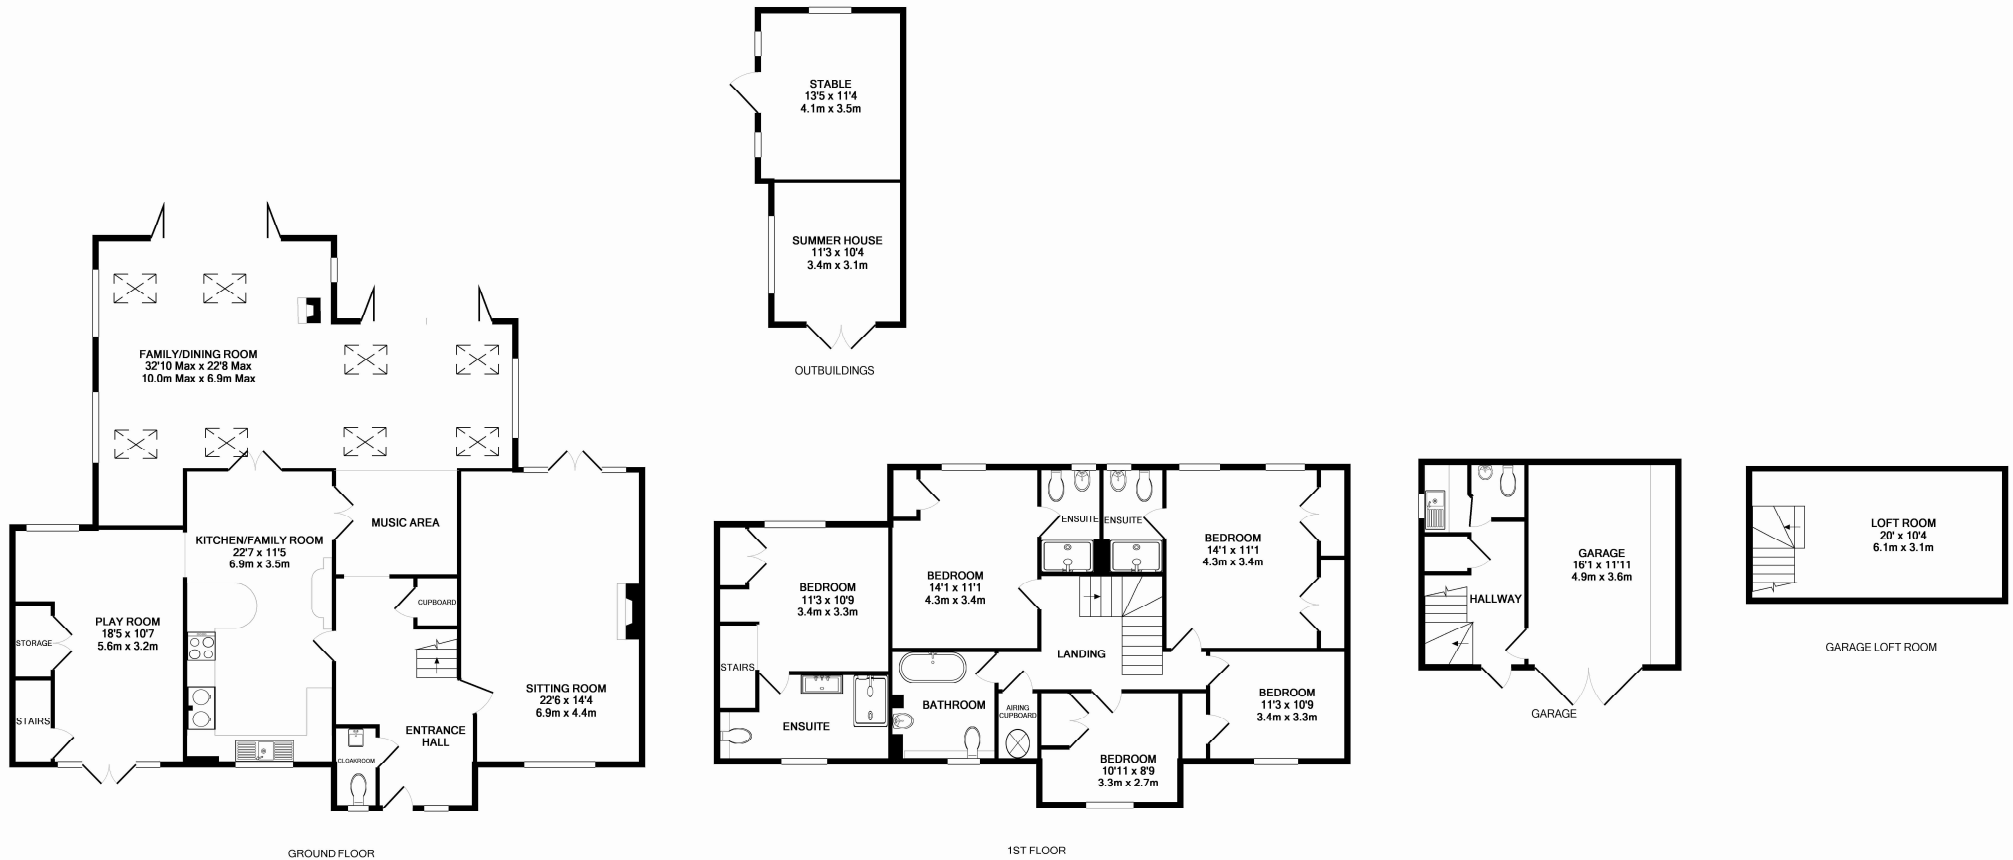 STABLE
13'5 x 11'4
4.1m x 3.5m
SUMMER HOUSE
11'3 x 10'4
3.4m x 3.1m
OUTBUILDINGS
FAMILY/DINING ROOM
32'10 Max x 22'8 Max
10.0m Max x 6.9m Max
MUSIC AREA
KITCHEN/FAMILY ROOM
22'7 x 11'5
6.9m x 3.5m
CUPBOARD
PLAY ROOM
18'5 x 10'7
5.6m x 3.2m
STORAGE
STAIRS
SITTING ROOM
22'6 x 14'4
6.9m x 4.4m
ENTRANCE
HALL
CLOAKROOM
GROUND FLOOR
ENSUITE
ENSUITE
BEDROOM
14'1 x 11'1
4.3m x 3.4m
BEDROOM
14'1 x 11'1
4.3m x 3.4m
BEDROOM
11'3 x 10'9
3.4m x 3.3m
STAIRS
LANDING
BEDROOM
11'3 x 10'9
3.4m x 3.3m
BATHROOM
AIRING
CUPBOARD
ENSUITE
BEDROOM
10'11 x 8'9
3.3m x 2.7m
1ST FLOOR
GARAGE
16'1 x 11'11
4.9m x 3.6m
HALLWAY
GARAGE
LOFT ROOM
20' x 10'4
6.1m x 3.1m
GARAGE LOFT ROOM